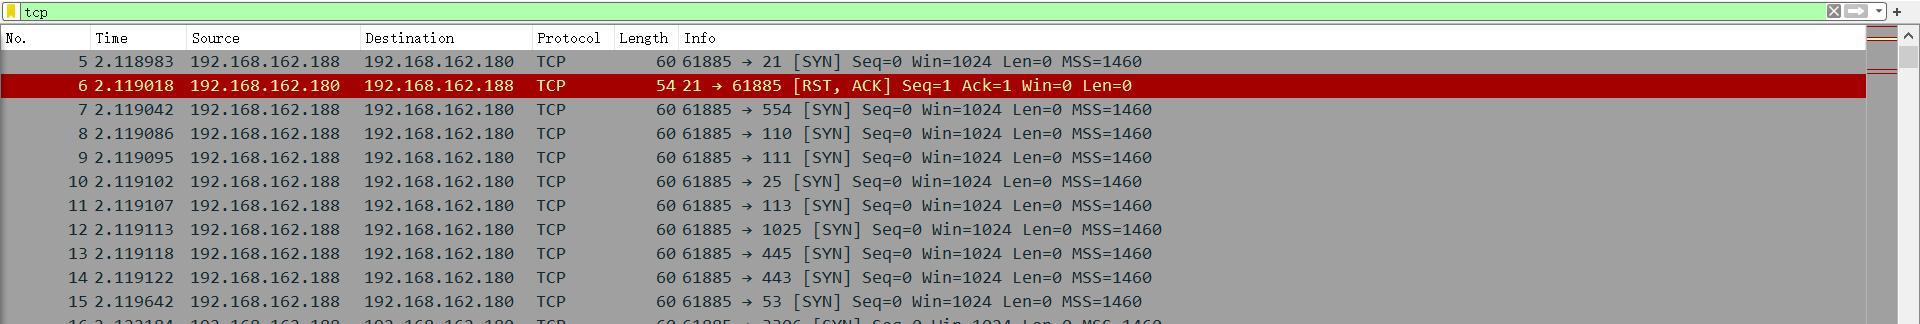 tcp
No. Time Source Destination Protocol Length Info
5 2.118983 192.168.162.188 192.168.162.180 TCP 60 61885 → 21 [SYN] Seq=0 Win=1024 Len=0 MSS=1460
6 2.119018 192.168.162.180 192.168.162.188 TCP 54 21 → 61885 [RST, ACK] Seq=1 Ack=1 Win=0 Len=0
7 2.119042 192.168.162.188 192.168.162.180 TCP 60 61885 → 554 [SYN] Seq=0 Win=1024 Len=0 MSS=1460
8 2.119086 192.168.162.188 192.168.162.180 TCP 60 61885 → 110 [SYN] Seq=0 Win=1024 Len=0 MSS=1460
9 2.119095 192.168.162.188 192.168.162.180 TCP 60 61885 → 111 [SYN] Seq=0 Win=1024 Len=0 MSS=1460
10 2.119102 192.168.162.188 192.168.162.180 TCP 60 61885 → 25 [SYN] Seq=0 Win=1024 Len=0 MSS=1460
11 2.119107 192.168.162.188 192.168.162.180 TCP 60 61885 → 113 [SYN] Seq=0 Win=1024 Len=0 MSS=1460
12 2.119113 192.168.162.188 192.168.162.180 TCP 60 61885 → 1025 [SYN] Seq=0 Win=1024 Len=0 MSS=1460
13 2.119118 192.168.162.188 192.168.162.180 TCP 60 61885 → 445 [SYN] Seq=0 Win=1024 Len=0 MSS=1460
14 2.119122 192.168.162.188 192.168.162.180 TCP 60 61885 → 443 [SYN] Seq=0 Win=1024 Len=0 MSS=1460
15 2.119642 192.168.162.188 192.168.162.180 TCP 60 61885 → 53 [SYN] Seq=0 Win=1024 Len=0 MSS=1460